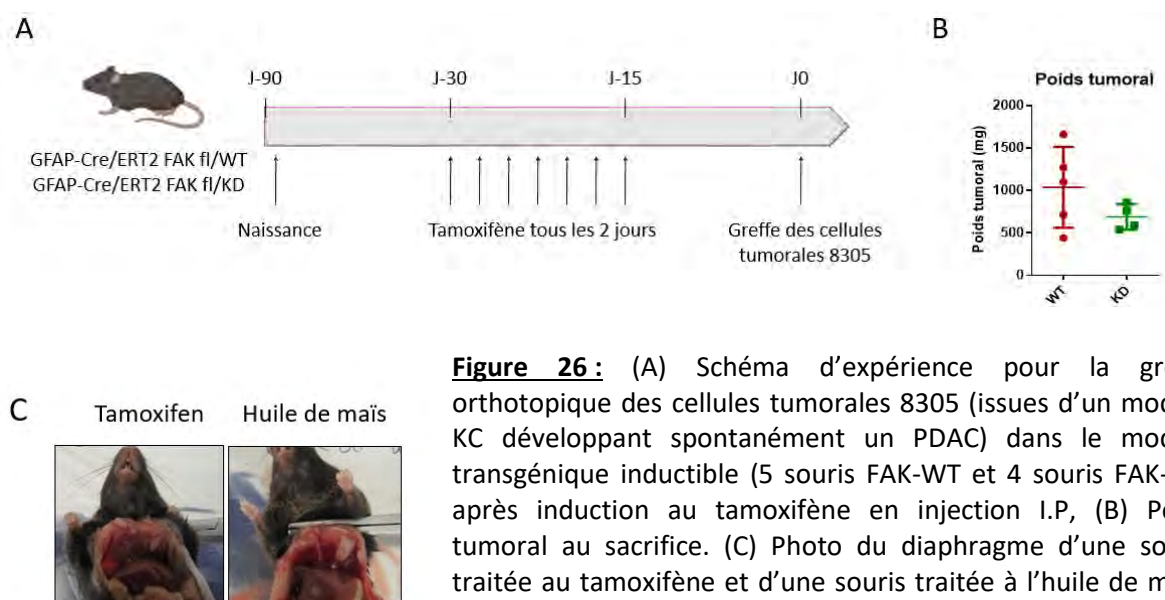 A
B
J-90
J-30
J-15
J0
GFAP-Cre/ERT2 FAK fl/WT
GFAP-Cre/ERT2 FAK fl/KD
Naissance
Tamoxifène tous les 2 jours
Greffe des cellules
tumorales 8305
Poids tumoral
Poids tumoral (mg)
2000
1500
1000
500
0
WT
KD
C
Tamoxifen
Huile de maïs
Figure 26 : (A) Schéma d’expérience pour la
orthotopique des cellules tumorales 8305 (issues d’un
KC développant spontanément un PDAC) dans le
transgénique inductible (5 souris FAK-WT et 4 souris FAK-
après induction au tamoxifène en injection I.P, (B)
tumoral au sacrifice. (C) Photo du diaphragme d’une
traitée au tamoxifène et d’une souris traitée à l’huile de